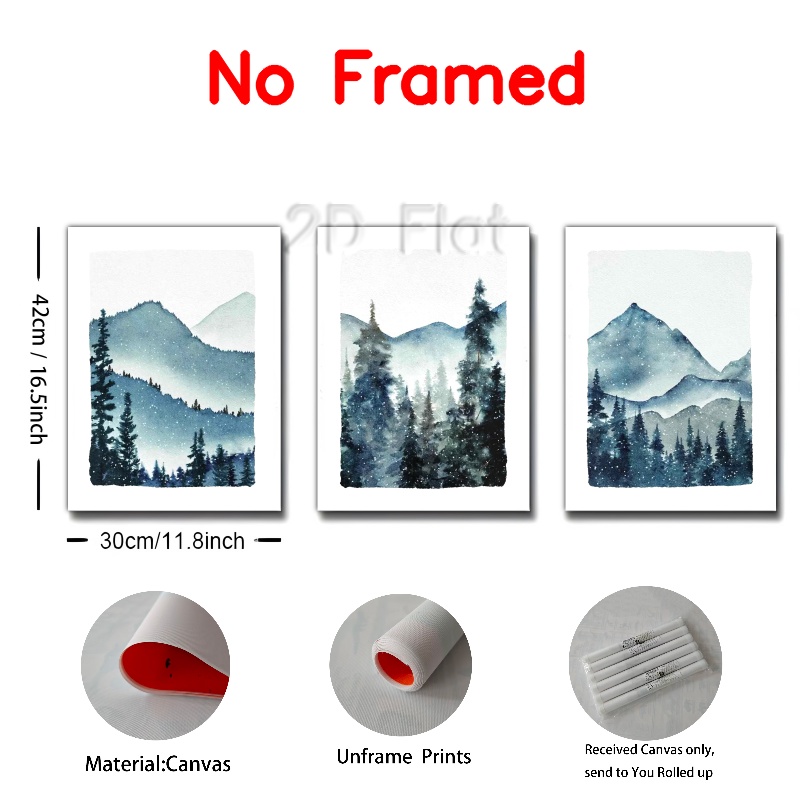 No Framed
2D Flat
42cm / 16.5inch
30cm/11.8inch
Material:Canvas
Unframe Prints
Received Canvas only,
send to You Rolled up